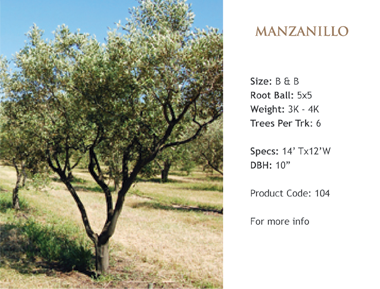 MANZANILLO
Size: B & B
Root Ball: 5x5
Weight: 3K - 4K
Trees Per Trk: 6
Specs: 14' Tx12'W
DBH: 10"
Product Code: 104
For more info